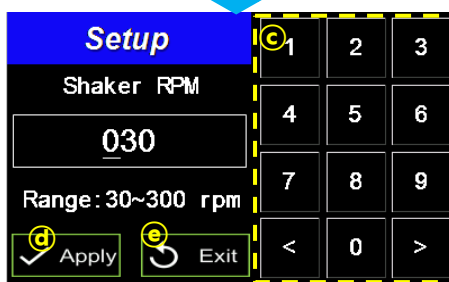 Setup
Shaker RPM
030
Range:30~300 rpm
ⓓ Apply
ⓔ Exit
ⓒ
1 2 3
4 5 6
7 8 9
< 0 >